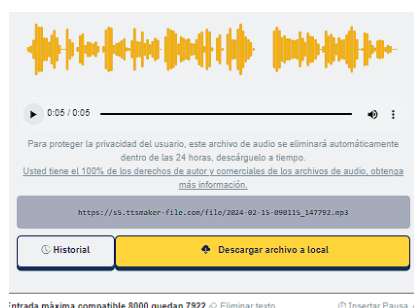 0:05 / 0:05
Para proteger la privacidad del usuario, este archivo de audio se eliminará automáticamente
dentro de las 24 horas, descárguelo a tiempo.
Usted tiene el 100% de los derechos de autor y comerciales de los archivos de audio, obtenga
más información.
https://s5.ttsmaker-file.com/file/2024-02-15-090115_147792.mp3
Historial
Descargar archivo a local
Entrada máxima compatible 8000 quedan 7922 Eliminar texto
Insertar Pausa